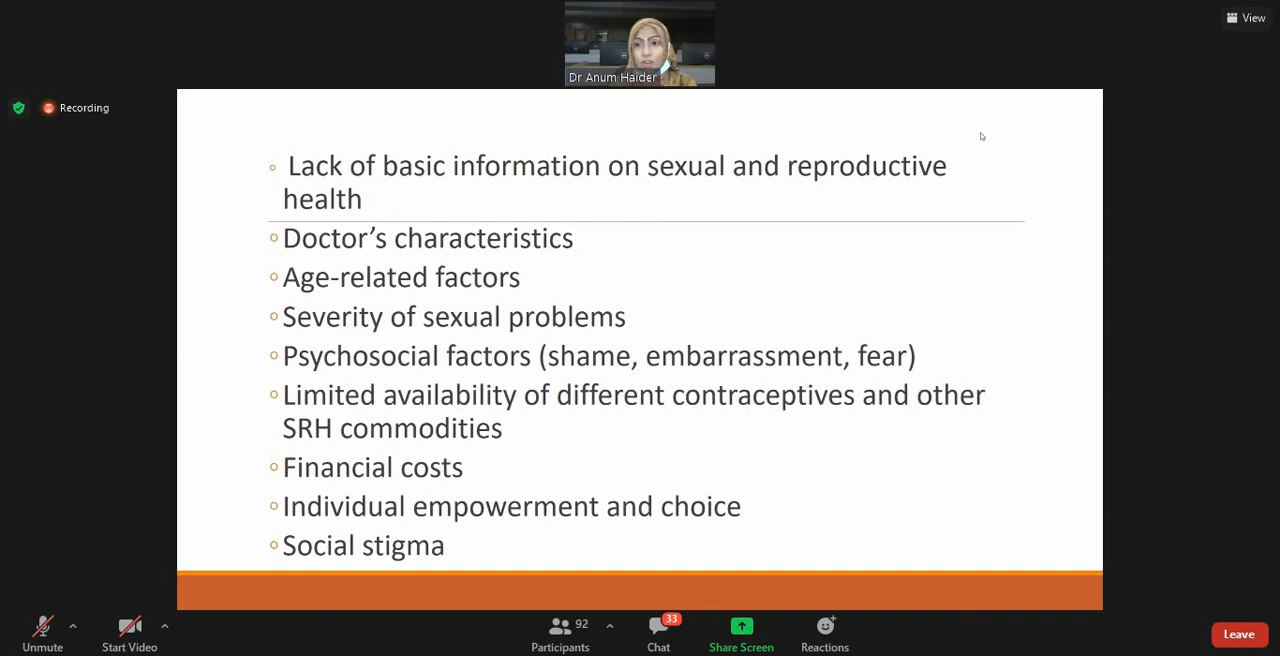 View
Dr Anum Haider
Recording
Lack of basic information on sexual and reproductive
health
Doctor’s characteristics
Age-related factors
Severity of sexual problems
Psychosocial factors (shame, embarrassment, fear)
Limited availability of different contraceptives and other
SRH commodities
Financial costs
Individual empowerment and choice
Social stigma
92
33
Unmute
Start Video
Participants
Chat
Share Screen
Reactions
Leave